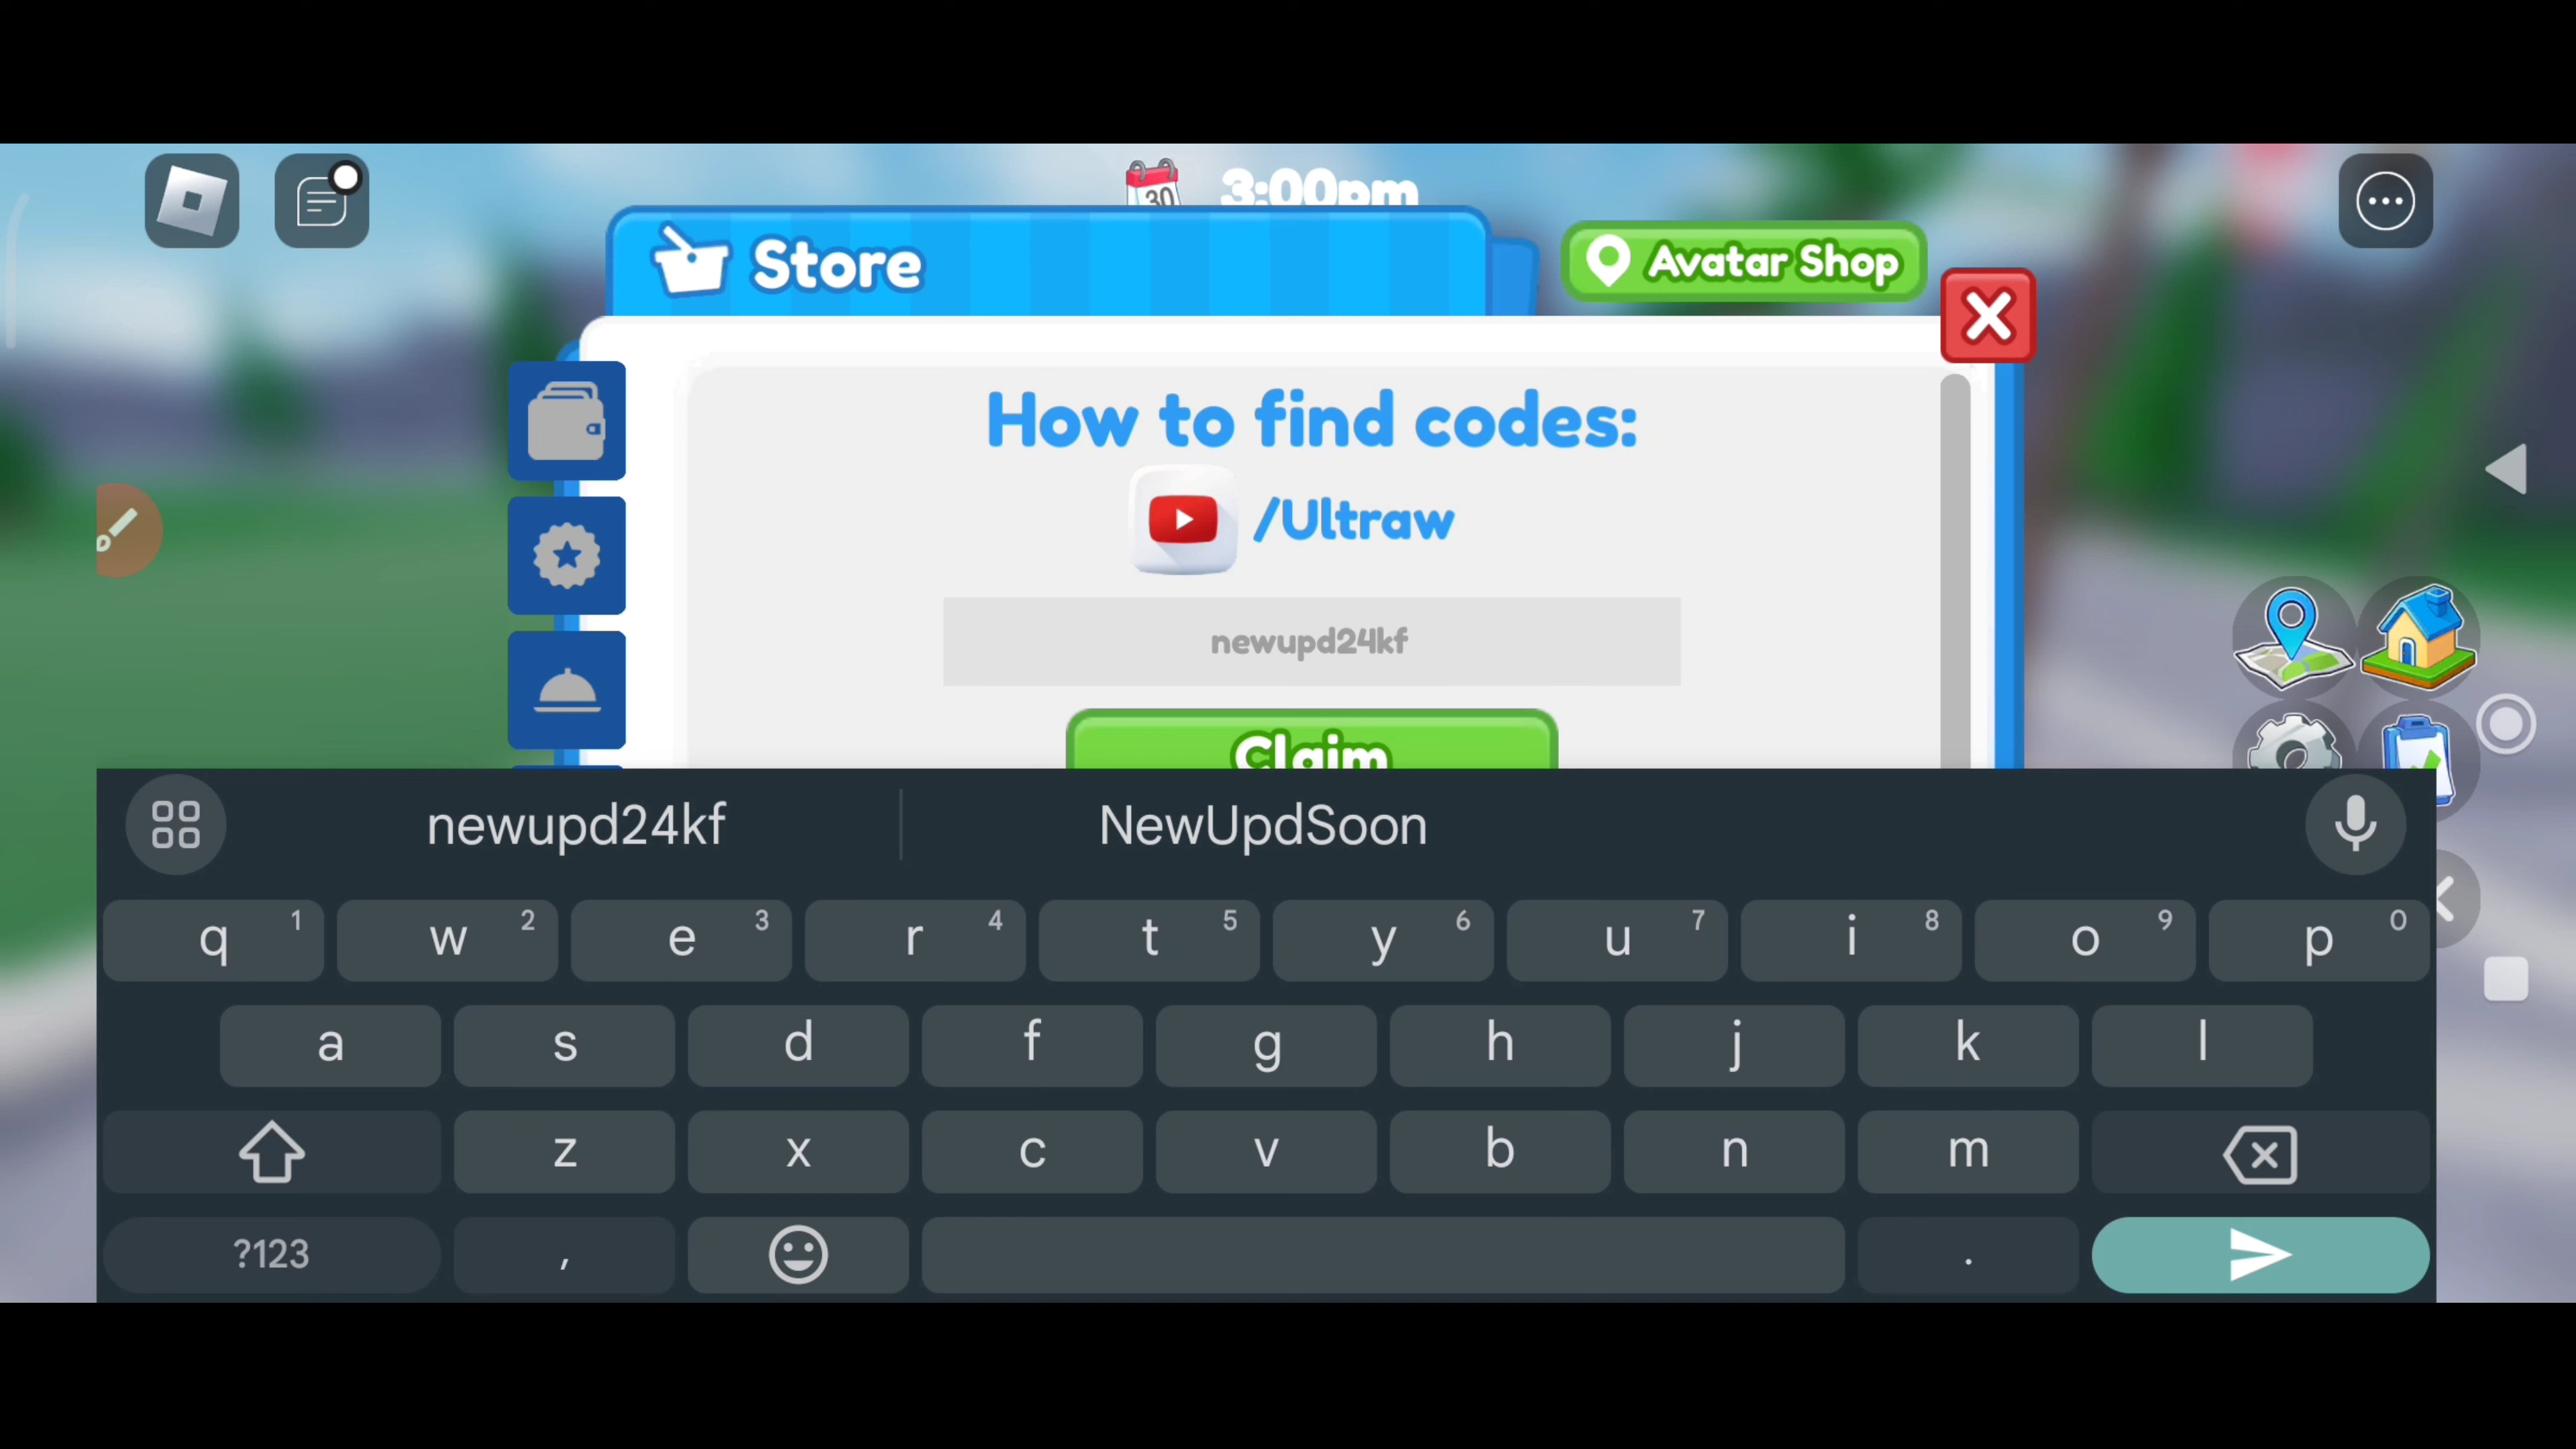 30 3:00pm
Store
Avatar Shop
How to find codes:
/Ultraw
newupd24kf
Claim
newupd24kf NewUpdSoon
q 1 w 2 e 3 r 4 t 5 y 6 u 7 i 8 o 9 p 0
a s d f g h j k l
z x c v b n m
?123 , .